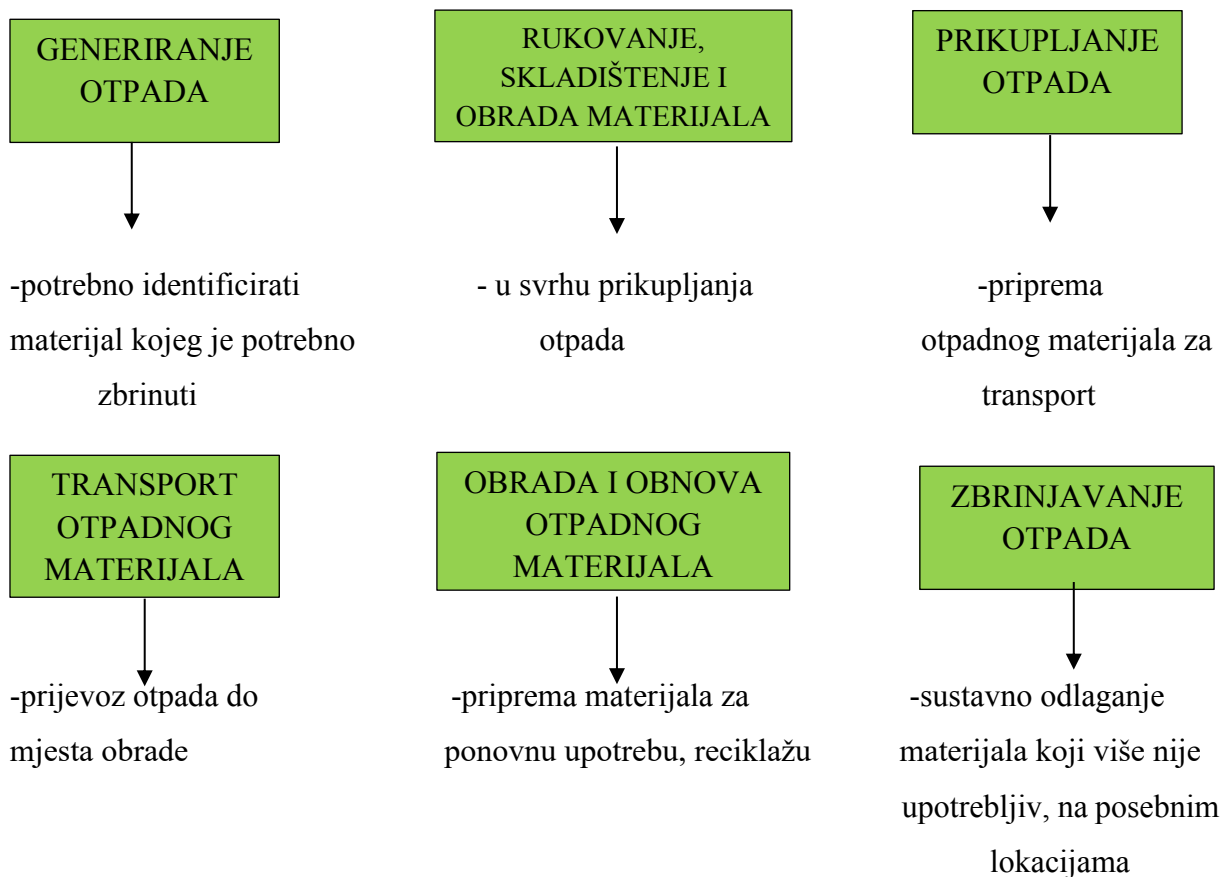 GENERIRANJE
OTPADA
-potrebno identificirati
materijal kojeg je potrebno
zbrinuti
RUKOVANJE,
SKLADIŠTENJE I
OBRADA MATERIJALA
- u svrhu prikupljanja
otpada
PRIKUPLJANJE
OTPADA
-priprema
otpadnog materijala za
transport
TRANSPORT
OTPADNOG
MATERIJALA
-prijevoz otpada do
mjesta obrade
OBRADA I OBNOVA
OTPADNOG
MATERIJALA
-priprema materijala za
ponovnu upotrebu, reciklažu
ZBRINJAVANJE
OTPADA
-sustavno odlaganje
materijala koji više nije
upotrebljiv, na posebnim
lokacijama